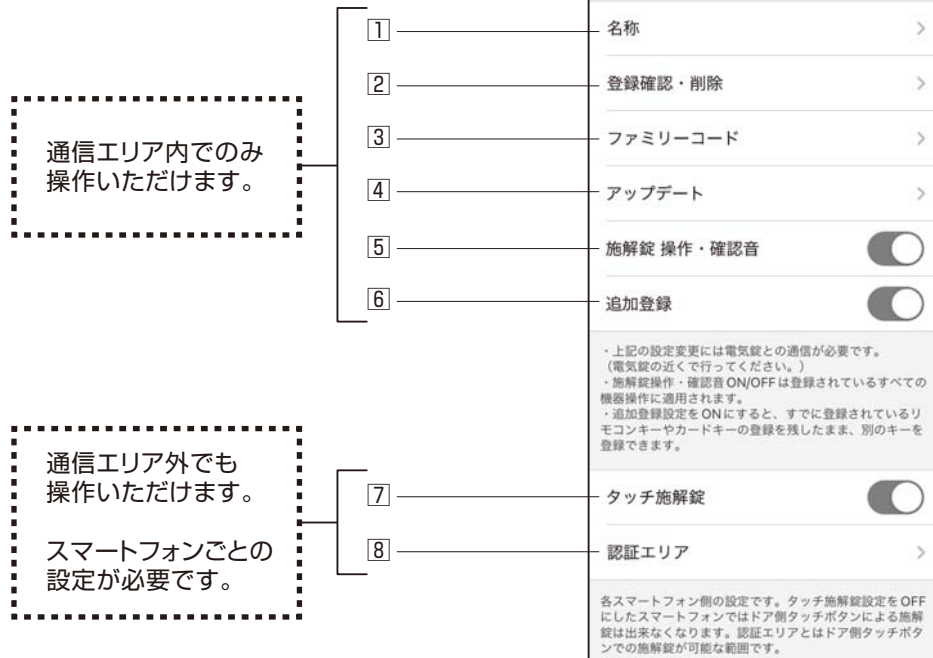 1 名称
2 登録確認・削除
通信エリア内でのみ
操作いただけます。
3 ファミリーコード
4 アップデート
5 施解錠 操作・確認音
6 追加登録
・上記の設定変更には電気錠との通信が必要です。
（電気錠の近くで行ってください。）
・施解錠操作・確認音 ON/OFF は登録されているすべての
機器操作に適用されます。
・追加登録設定を ON にすると、すでに登録されているリ
モコンキーやカードキーの登録を残したまま、別のキーを
登録できます。
通信エリア外でも
操作いただけます。
スマートフォンごとの
設定が必要です。
7 タッチ施解錠
8 認証エリア
各スマートフォン側の設定です。タッチ施解錠設定を OFF
にしたスマートフォンではドア側タッチボタンによる施解
錠は出来なくなります。認証エリアとはドア側タッチボタ
ンでの施解錠が可能な範囲です。